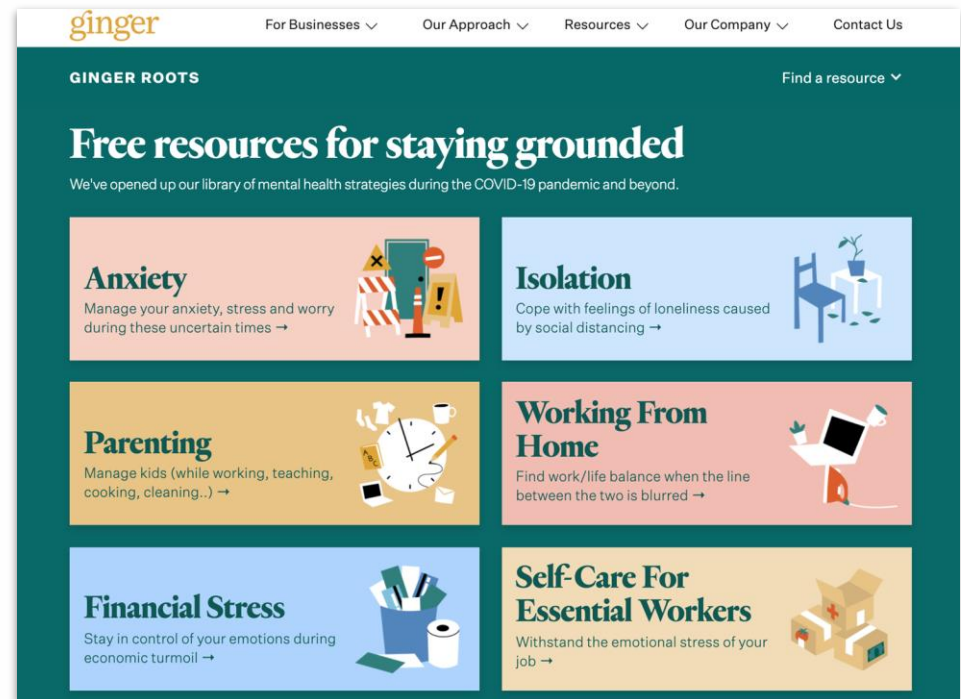 ginger
For Businesses
Our Approach
Resources
Our Company
Contact Us
GINGER ROOTS
Find a resource
Free resources for staying grounded
We've opened up our library of mental health strategies during the COVID-19 pandemic and beyond.
Anxiety
Manage your anxiety, stress and worry
during these uncertain times →
Isolation
Cope with feelings of loneliness caused
by social distancing →
Parenting
Manage kids (while working, teaching,
cooking, cleaning..) →
ABC
Working From
Home
Find work/life balance when the line
between the two is blurred →
Financial Stress
Stay in control of your emotions during
economic turmoil →
Self-Care For
Essential Workers
Withstand the emotional stress of your
job →